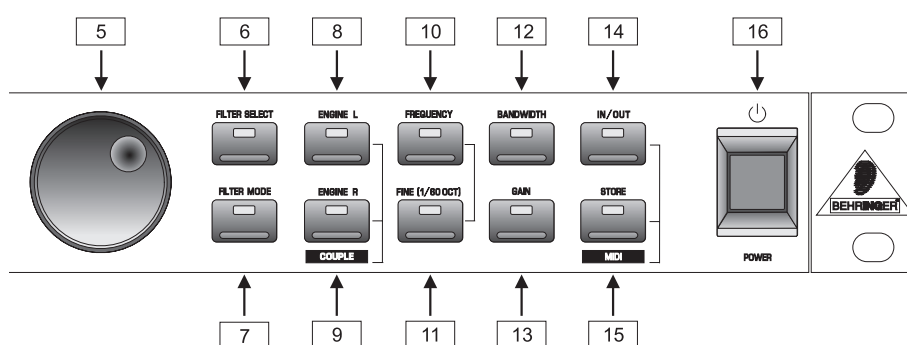 5 6 8 10 12 14 16
FILTER SELECT ENGINE L FREQUENCY BANDWIDTH IN/OUT
FILTER MODE ENGINE R FINE (1/60 OCT) GAIN STORE
BEHRINGER
COUPLE MIDI POWER
7 9 11 13 15